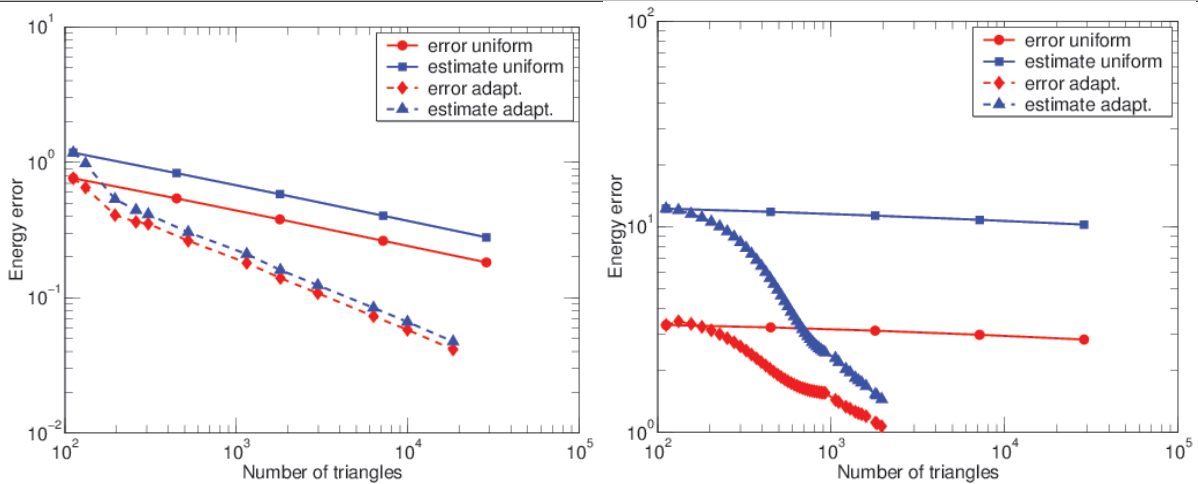 10^1
10^0
10^-1
10^-2
Energy error
10^2
10^3
10^4
10^5
Number of triangles
error uniform
estimate uniform
error adapt.
estimate adapt.
10^2
10^1
10^0
Energy error
10^2
10^3
10^4
10^5
Number of triangles
error uniform
estimate uniform
error adapt.
estimate adapt.